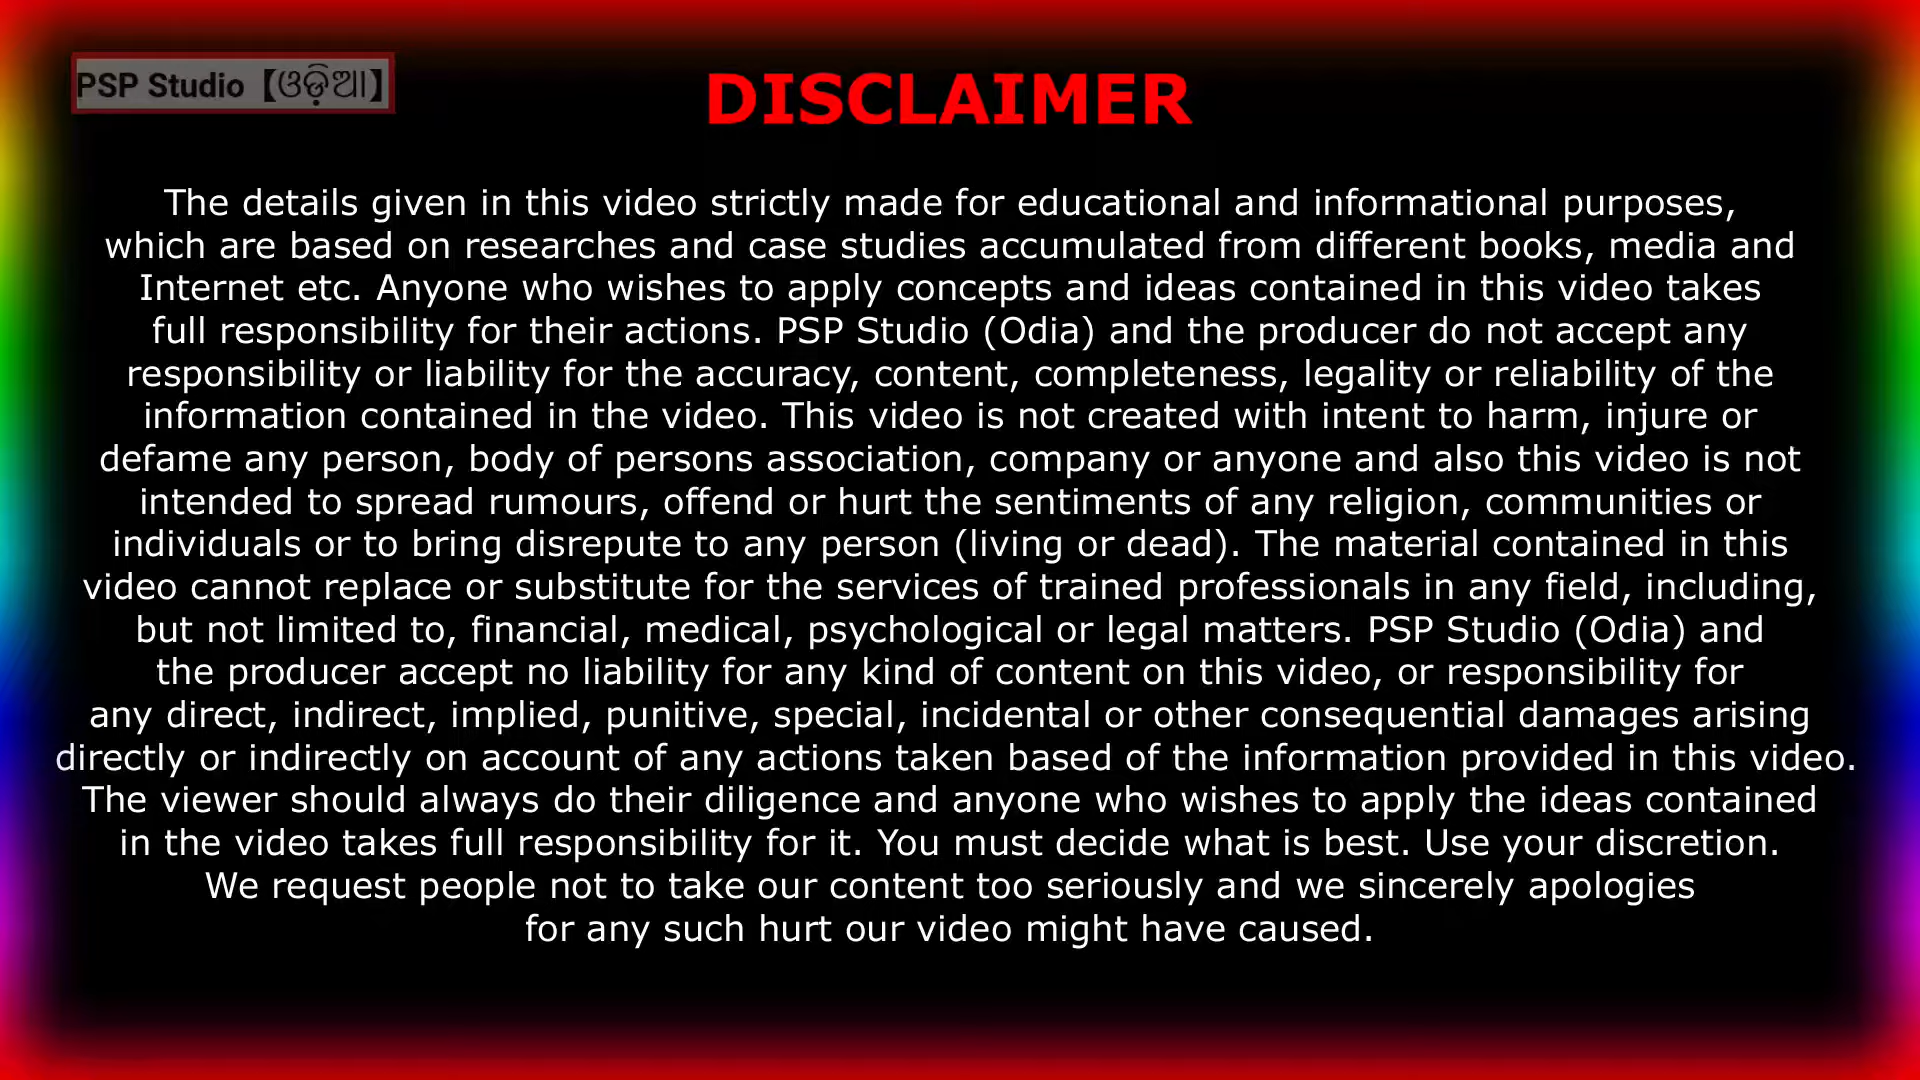 PSP Studio【ଓଡ଼ିଆ】
DISCLAIMER
The details given in this video strictly made for educational and informational purposes,
which are based on researches and case studies accumulated from different books, media and
Internet etc. Anyone who wishes to apply concepts and ideas contained in this video takes
full responsibility for their actions. PSP Studio (Odia) and the producer do not accept any
responsibility or liability for the accuracy, content, completeness, legality or reliability of the
information contained in the video. This video is not created with intent to harm, injure or
defame any person, body of persons association, company or anyone and also this video is not
intended to spread rumours, offend or hurt the sentiments of any religion, communities or
individuals or to bring disrepute to any person (living or dead). The material contained in this
video cannot replace or substitute for the services of trained professionals in any field, including,
but not limited to, financial, medical, psychological or legal matters. PSP Studio (Odia) and
the producer accept no liability for any kind of content on this video, or responsibility for
any direct, indirect, implied, punitive, special, incidental or other consequential damages arising
directly or indirectly on account of any actions taken based of the information provided in this video.
The viewer should always do their diligence and anyone who wishes to apply the ideas contained
in the video takes full responsibility for it. You must decide what is best. Use your discretion.
We request people not to take our content too seriously and we sincerely apologies
for any such hurt our video might have caused.